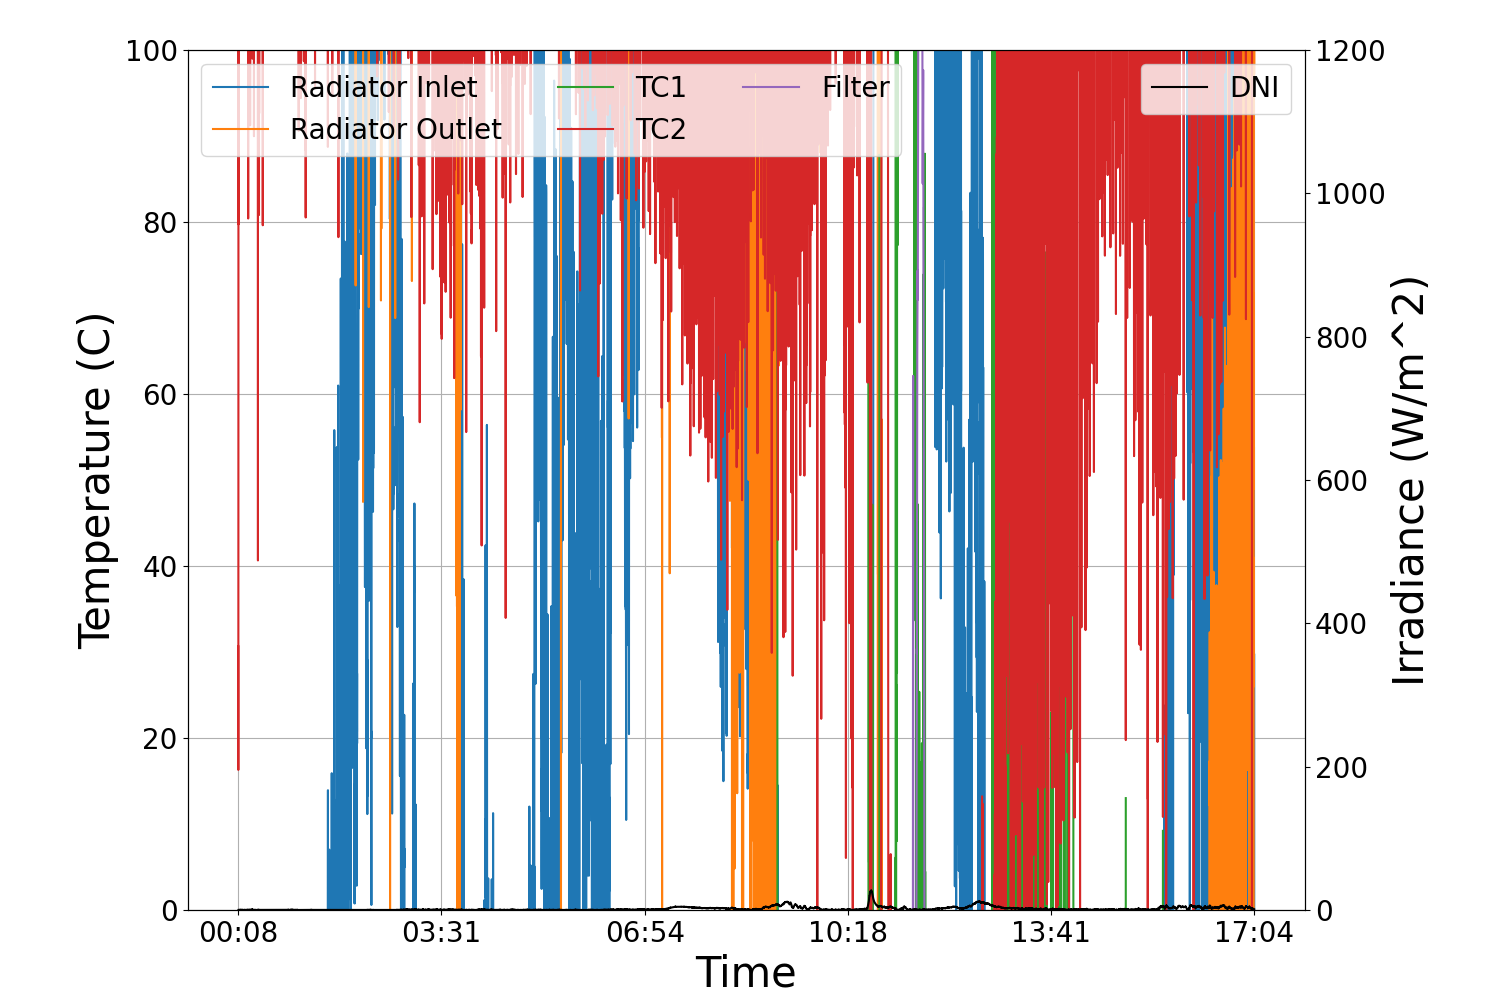 100
80
60
40
20
0
Temperature (C)
Radiator Inlet
Radiator Outlet
TC1
TC2
Filter
DNI
1200
1000
800
600
400
200
0
Irradiance (W/m^2)
00:08
03:31
06:54
10:18
13:41
17:04
Time